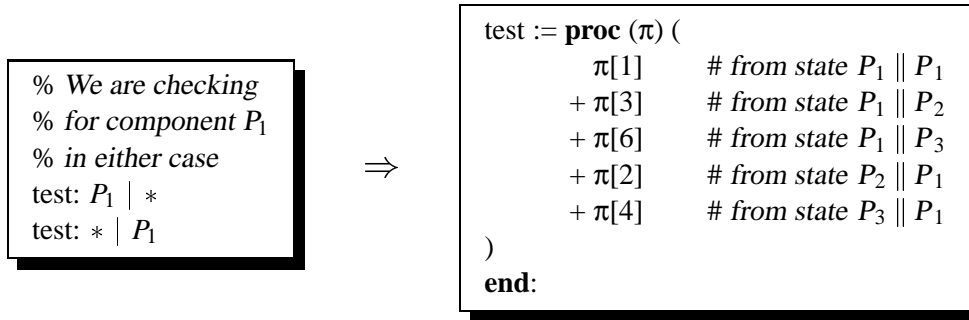 % We are checking
% for component P₁
% in either case
test: P₁ | ∗
test: ∗ | P₁
⇒
test := proc (π) (
π[1] # from state P₁ || P₁
+ π[3] # from state P₁ || P₂
+ π[6] # from state P₁ || P₃
+ π[2] # from state P₂ || P₁
+ π[4] # from state P₃ || P₁
)
end: